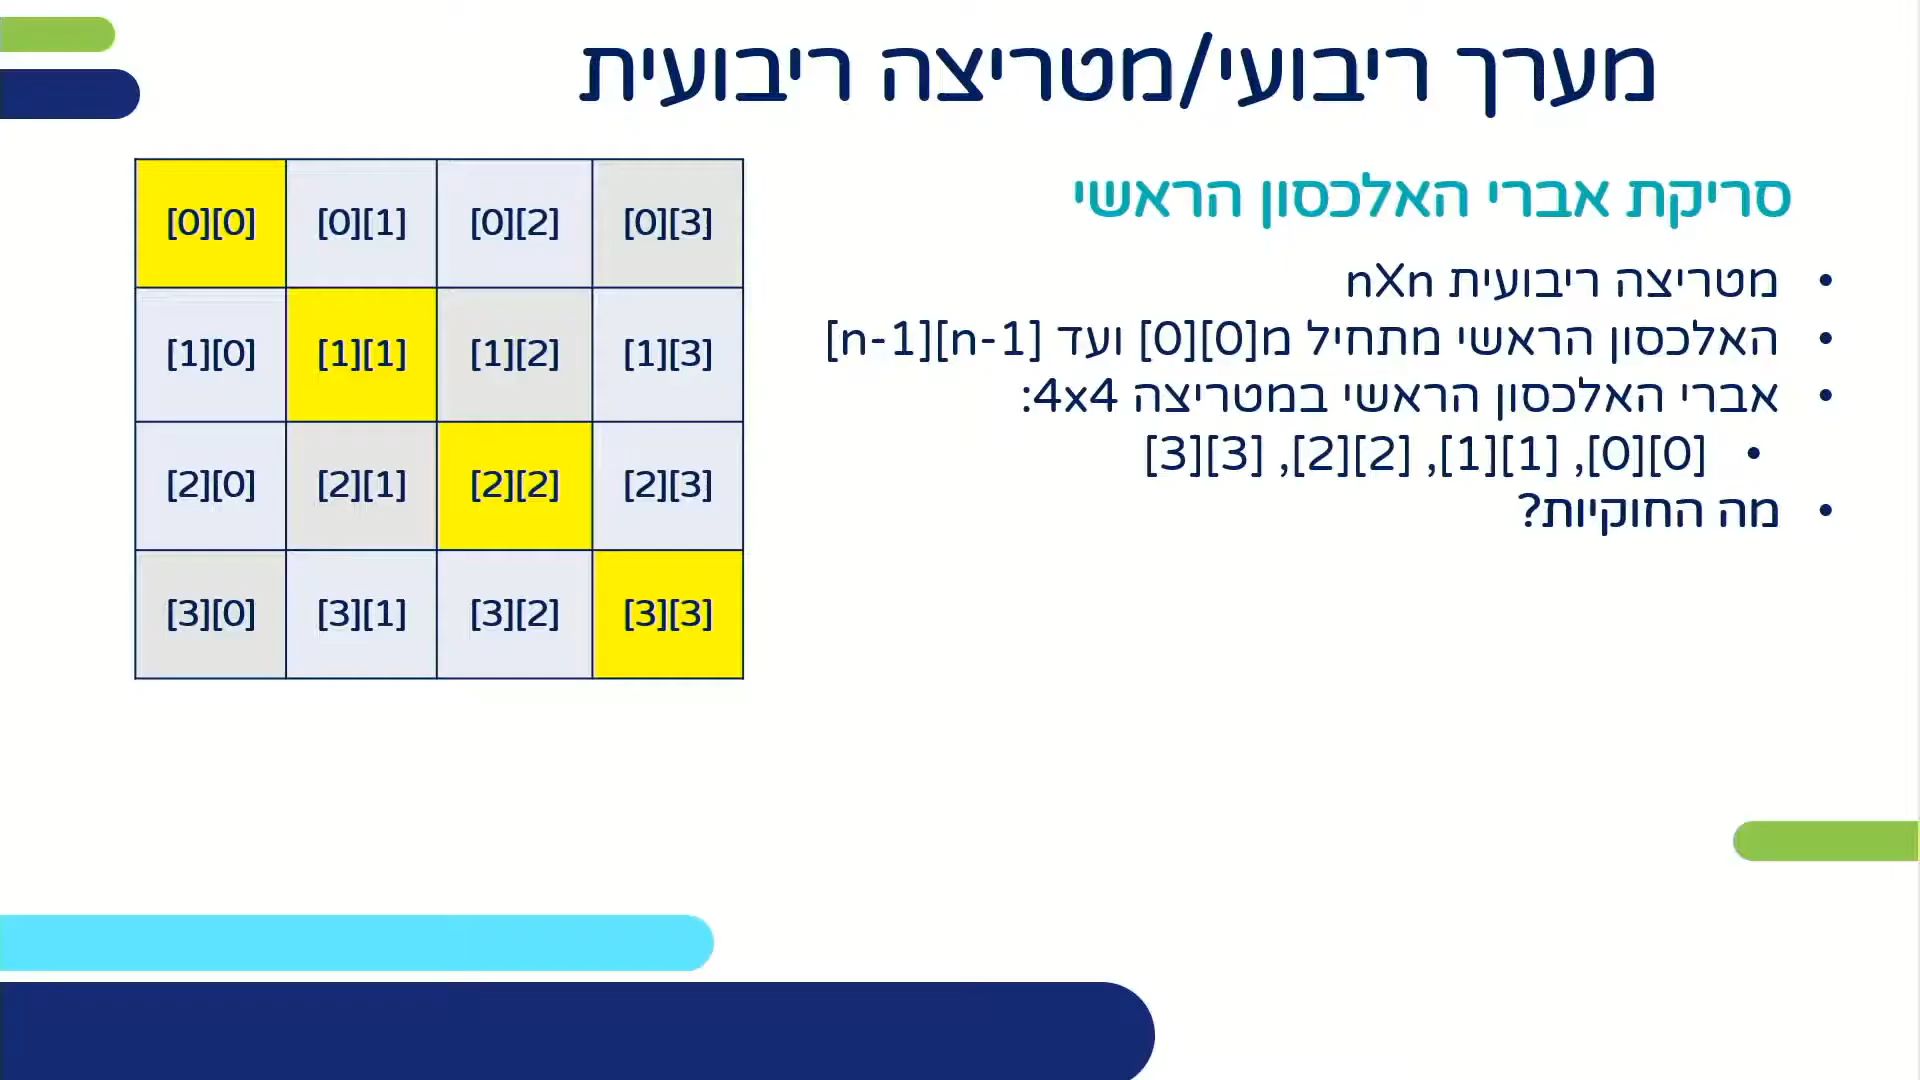 מערך ריבועי/מטריצה ריבועית
סריקת אברי האלכסון הראשי
• מטריצה ריבועית nXn
• האלכסון הראשי מתחיל מ[0][0] ועד [n-1][n-1]
• אברי האלכסון הראשי במטריצה 4x4:
• [0][0], [1][1], [2][2], [3][3]
• מה החוקיות?
[0][0] [0][1] [0][2] [0][3]
[1][0] [1][1] [1][2] [1][3]
[2][0] [2][1] [2][2] [2][3]
[3][0] [3][1] [3][2] [3][3]